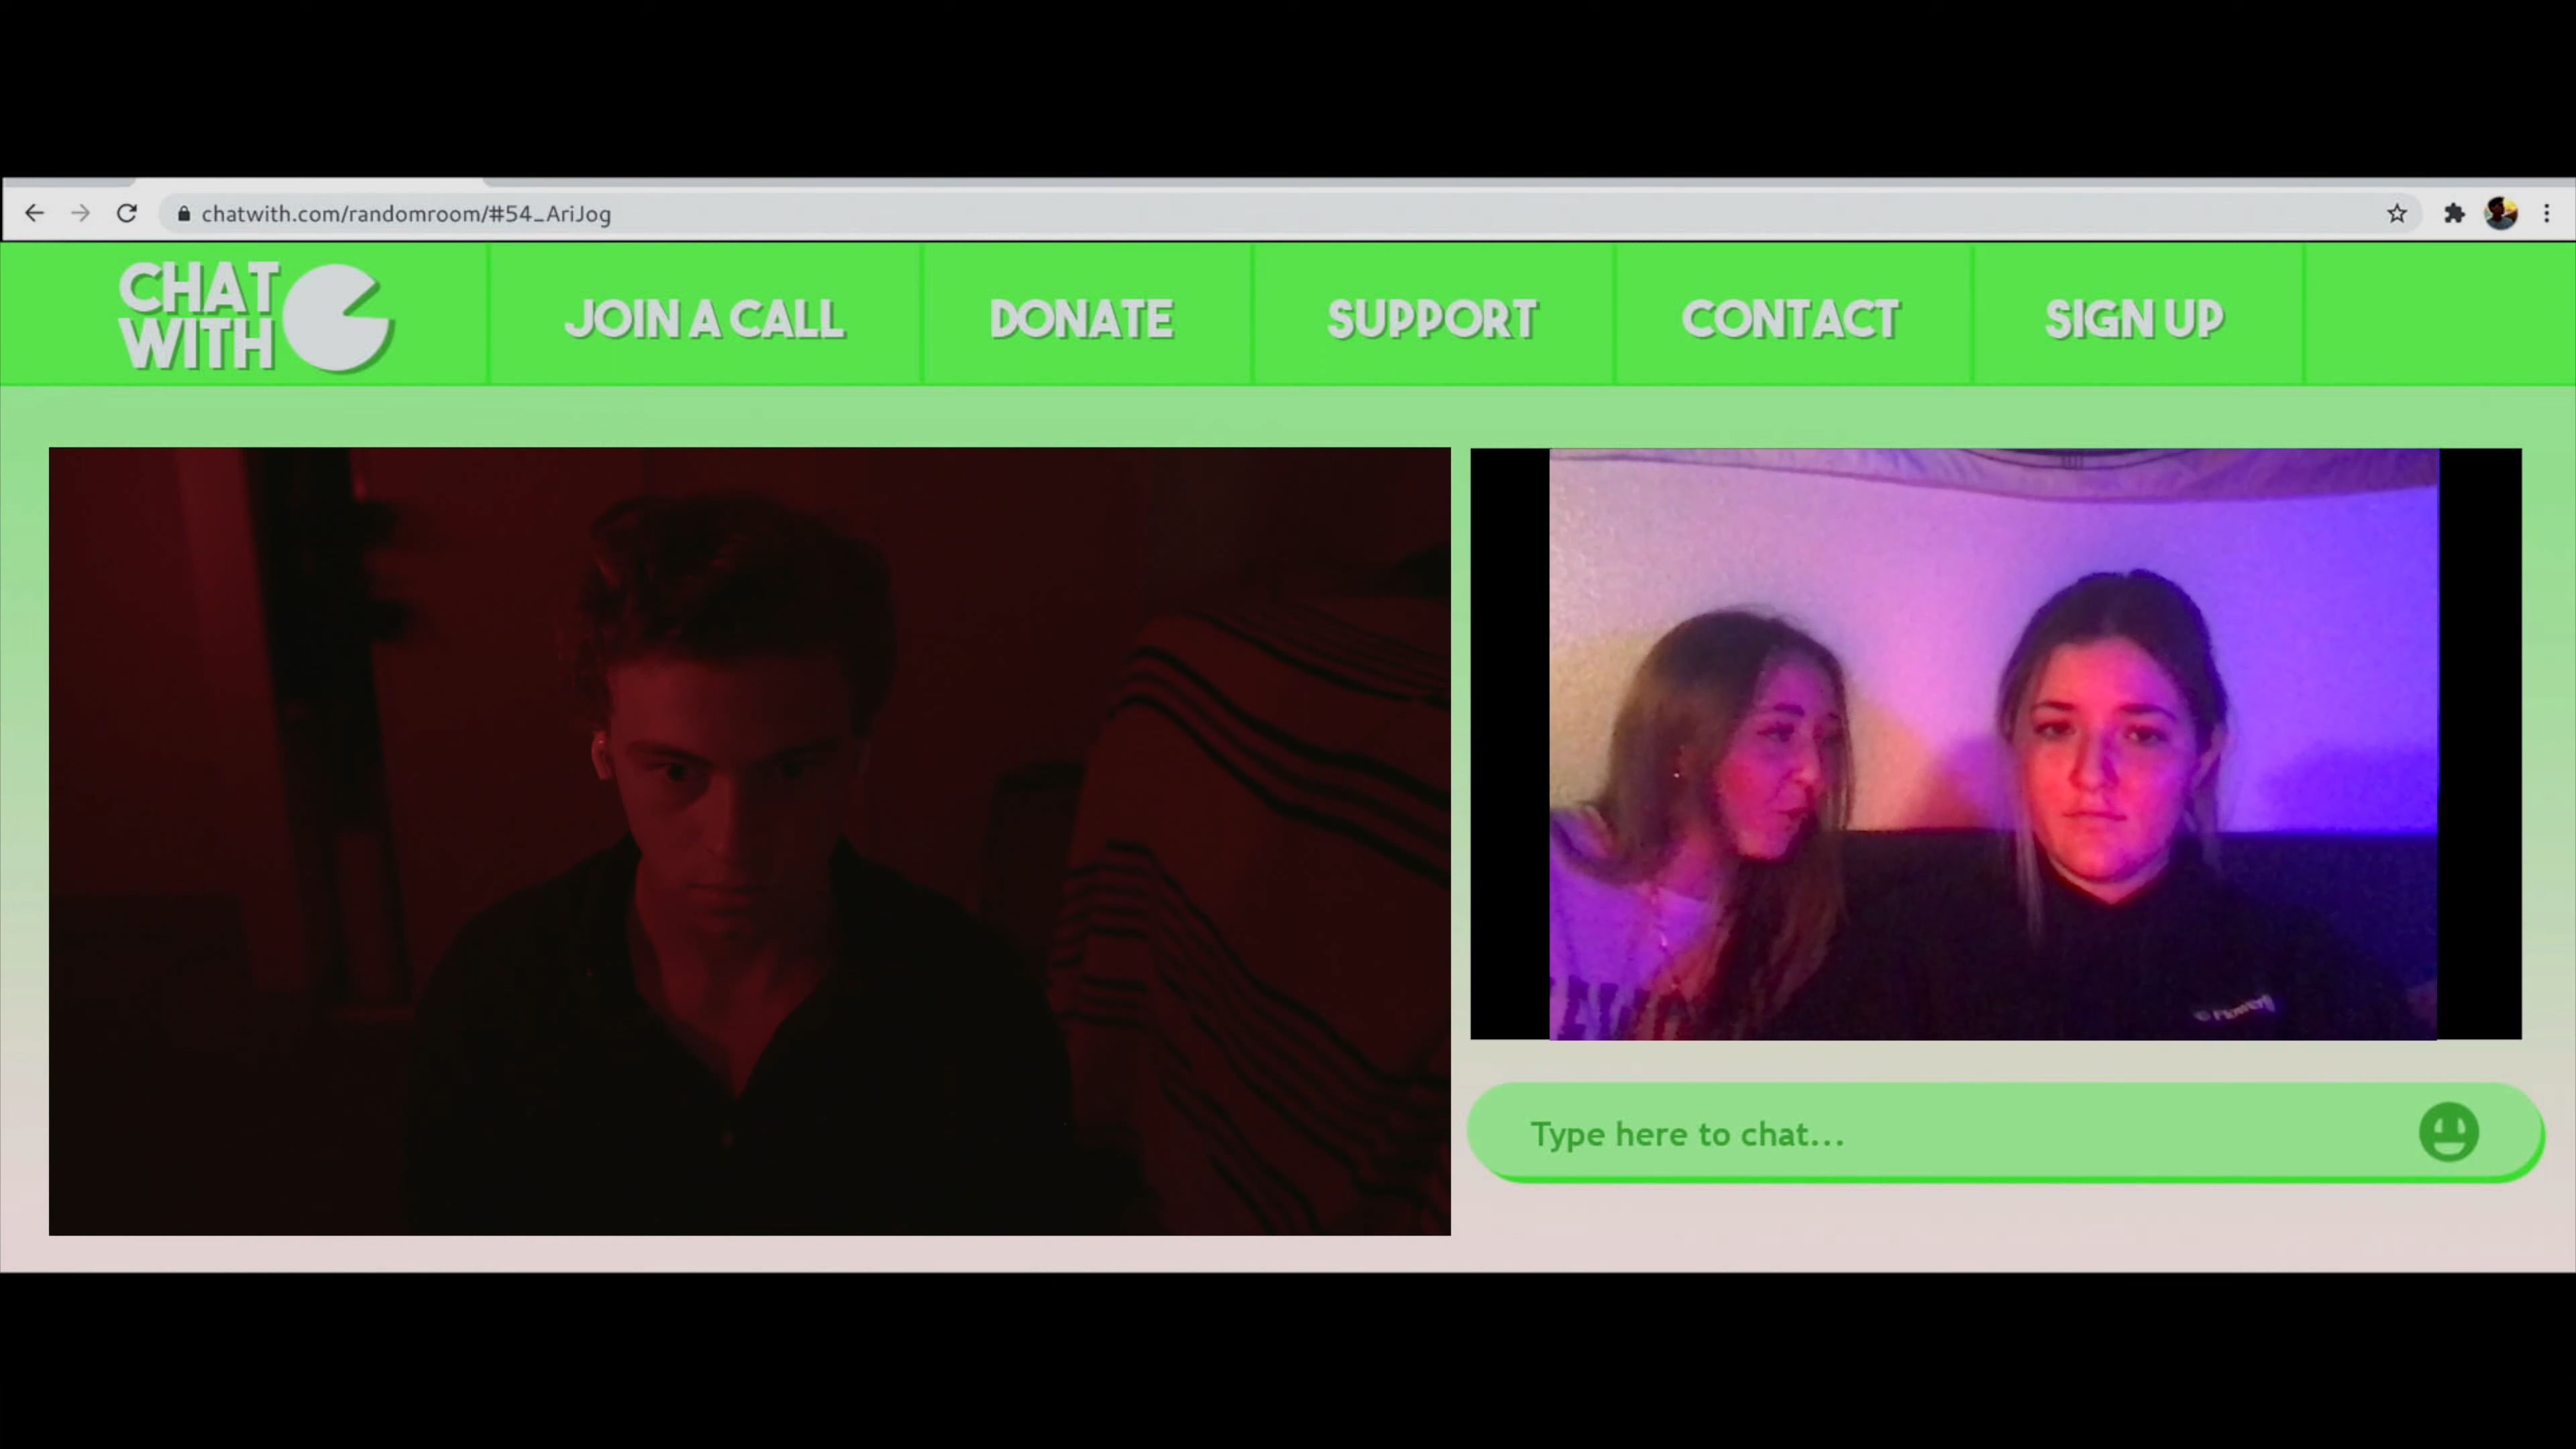 chatwith.com/randomroom/#54_AriJog
CHAT
WITH
JOIN A CALL
DONATE
SUPPORT
CONTACT
SIGN UP
Type here to chat...